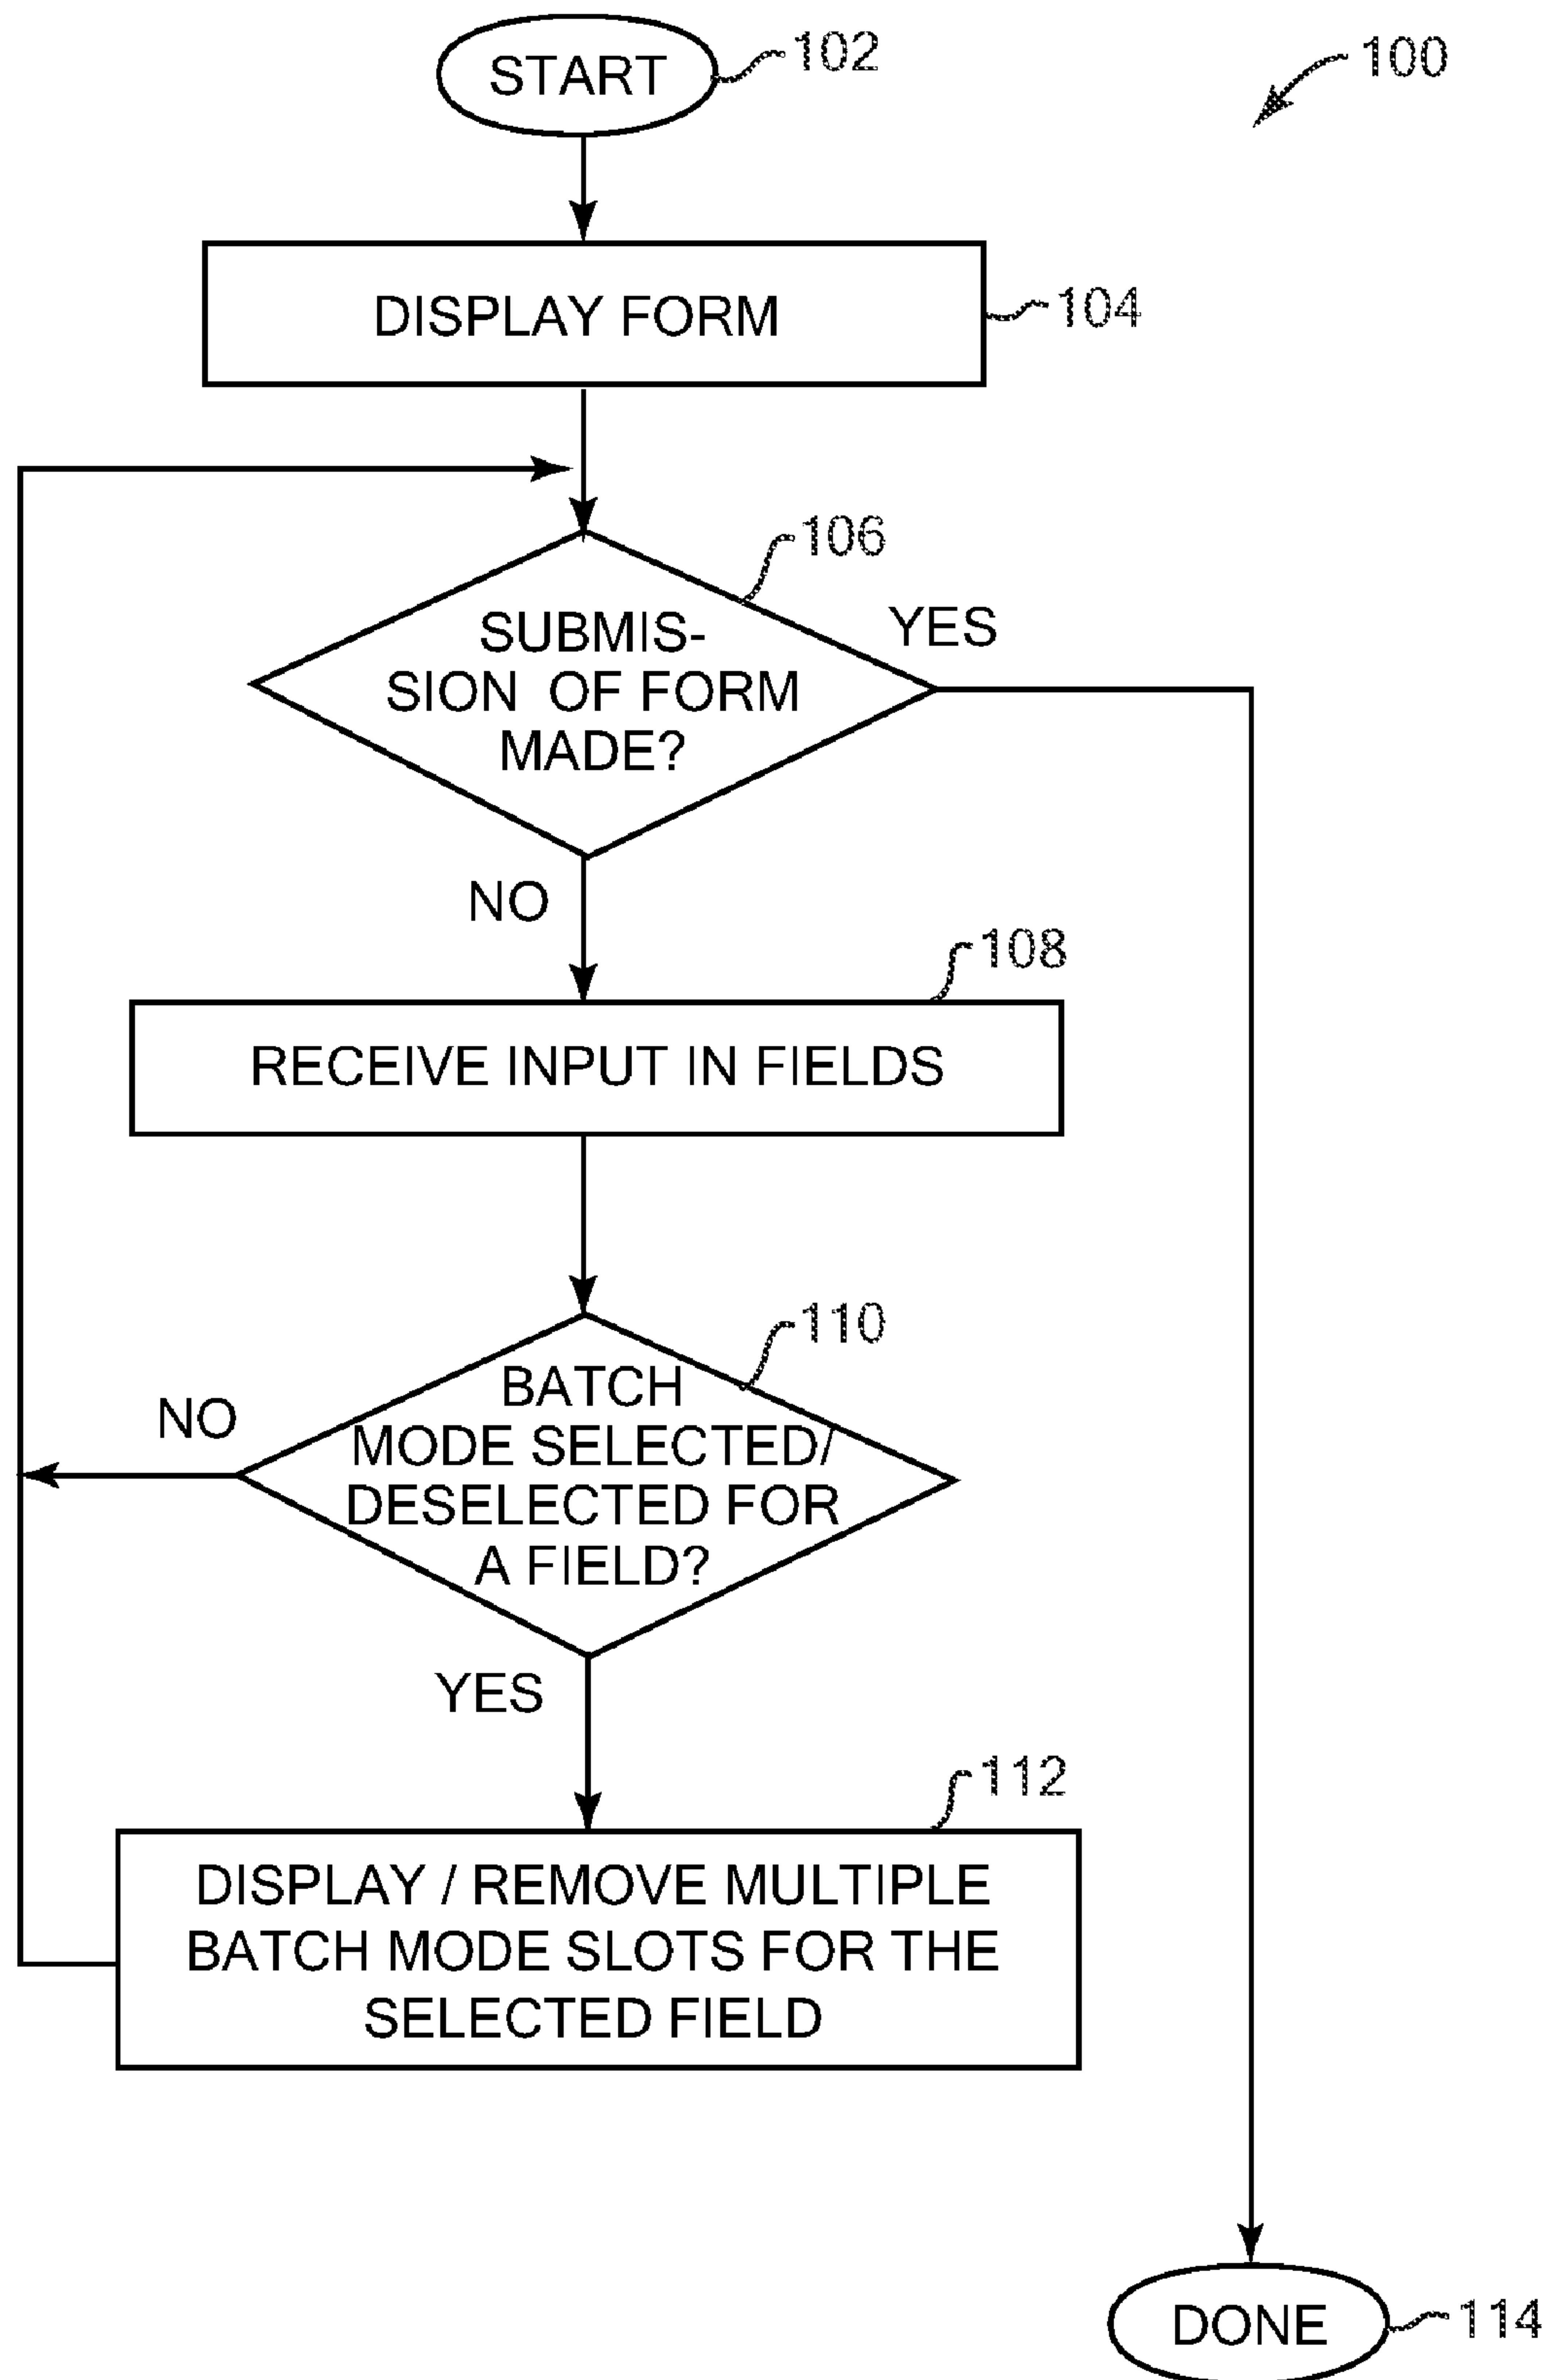 START
102
100
DISPLAY FORM
104
106
SUBMIS-
SION OF FORM
MADE?
YES
NO
108
RECEIVE INPUT IN FIELDS
110
BATCH
MODE SELECTED/
DESELECTED FOR
A FIELD?
NO
YES
112
DISPLAY / REMOVE MULTIPLE
BATCH MODE SLOTS FOR THE
SELECTED FIELD
DONE
114